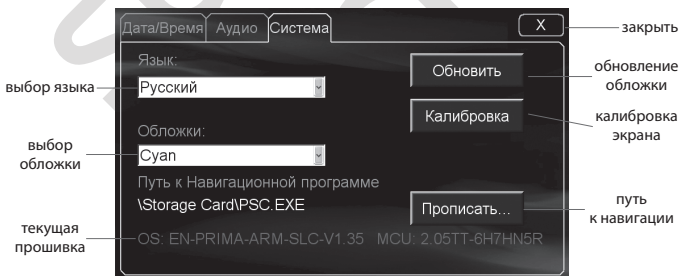 Дата/Время Аудио Система X
закрыть
Язык:
Обновить
обновление
обложки
выбор языка
Русский
Калибровка
калибровка
экрана
Обложки:
выбор
обложки
Cyan
Путь к Навигационной программе
\Storage Card\PSC.EXE
Прописать...
путь
к навигации
текущая
прошивка
OS: EN-PRIMA-ARM-SLC-V1.35 MCU: 2.05TT-6H7HN5R